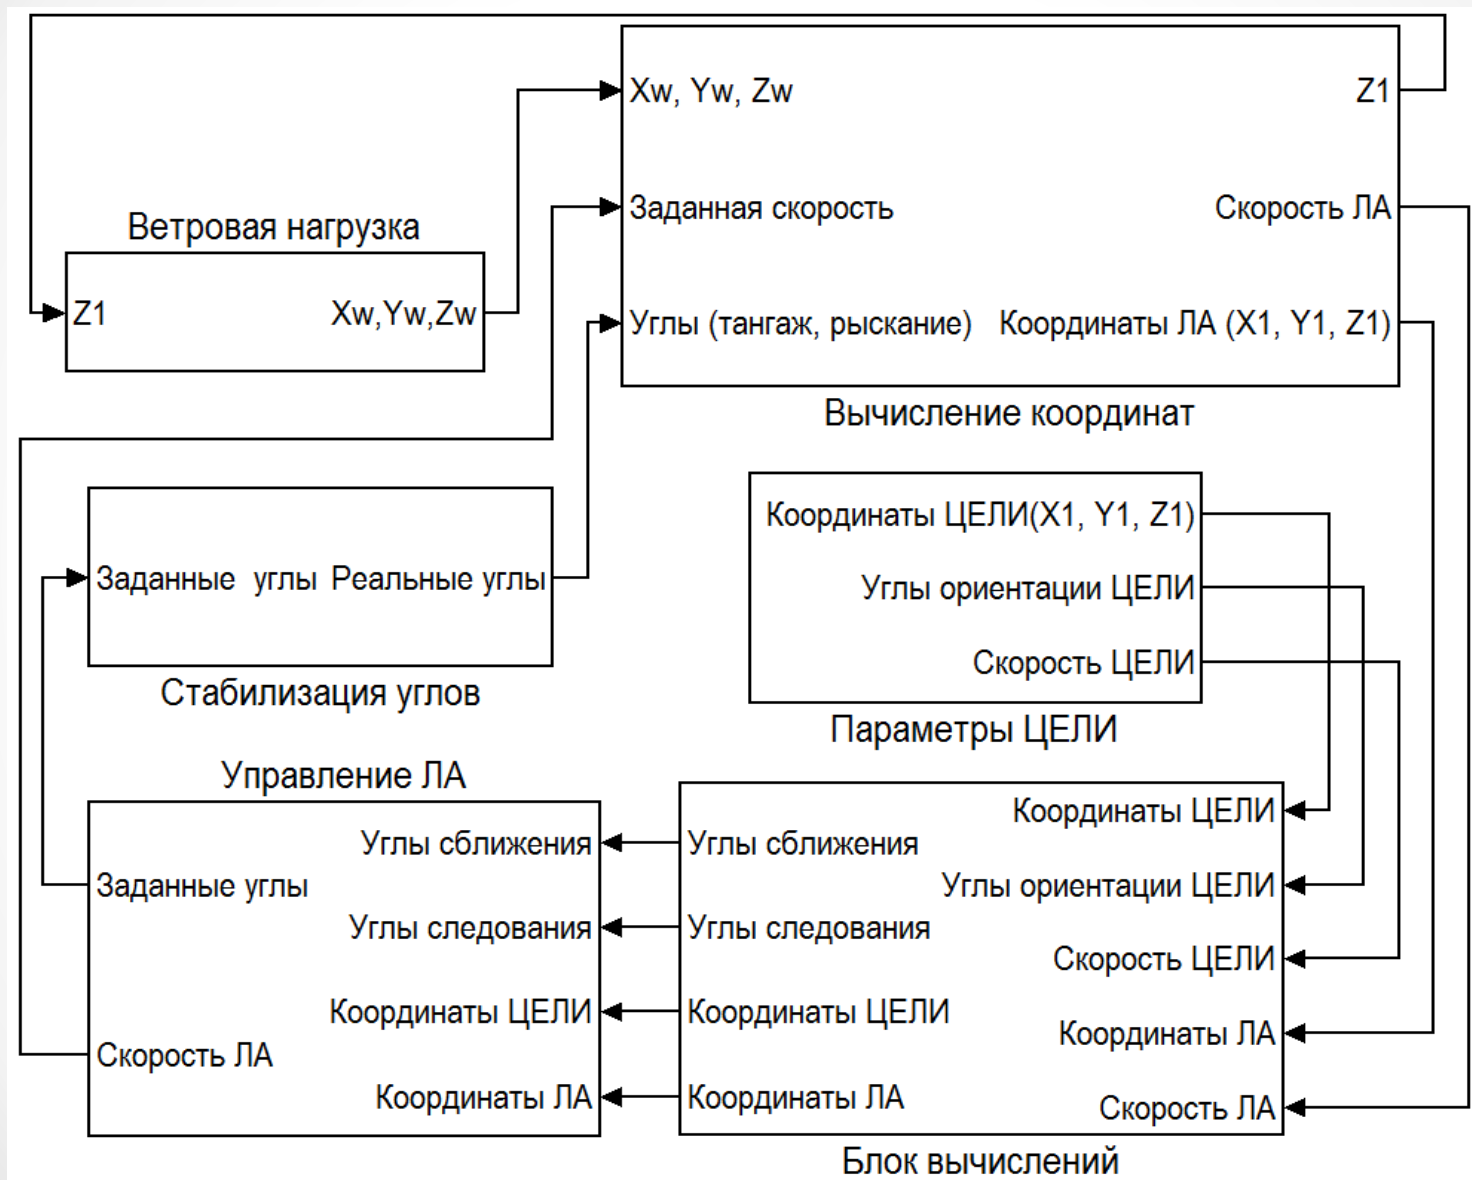 Xw, Yw, Zw
Z1
Заданная скорость
Скорость ЛА
Углы (тангаж, рыскание)
Координаты ЛА (X1, Y1, Z1)
Вычисление координат
Ветровая нагрузка
Z1
Xw,Yw,Zw
Заданные углы
Реальные углы
Стабилизация углов
Координаты ЦЕЛИ(X1, Y1, Z1)
Углы ориентации ЦЕЛИ
Скорость ЦЕЛИ
Параметры ЦЕЛИ
Управление ЛА
Углы сближения
Заданные углы
Углы следования
Координаты ЦЕЛИ
Скорость ЛА
Координаты ЛА
Координаты ЦЕЛИ
Углы сближения
Углы ориентации ЦЕЛИ
Углы следования
Скорость ЦЕЛИ
Координаты ЦЕЛИ
Координаты ЛА
Координаты ЛА
Скорость ЛА
Блок вычислений